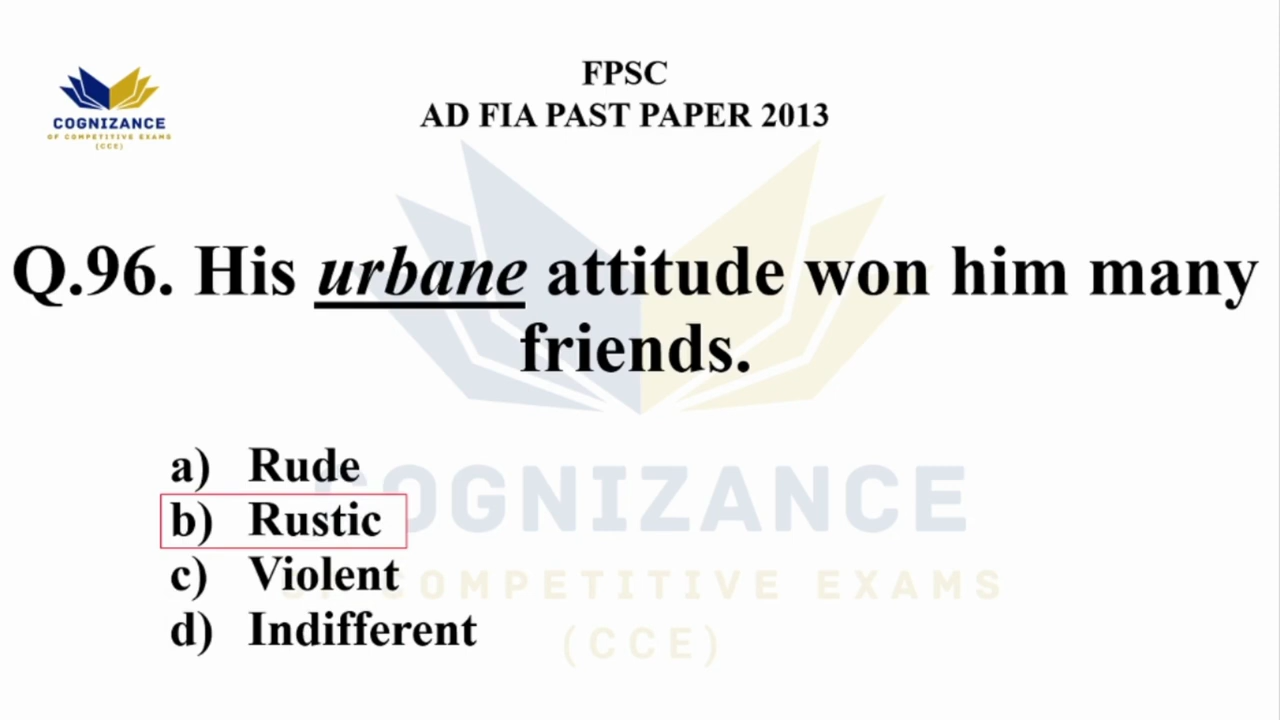 COGNIZANCE
OF COMPETITIVE EXAMS
(CCE)
FPSC
AD FIA PAST PAPER 2013
Q.96. His urbane attitude won him many
friends.
a) Rude
b) Rustic
c) Violent
d) Indifferent
COGNIZANCE
OF COMPETITIVE EXAMS
(CCE)